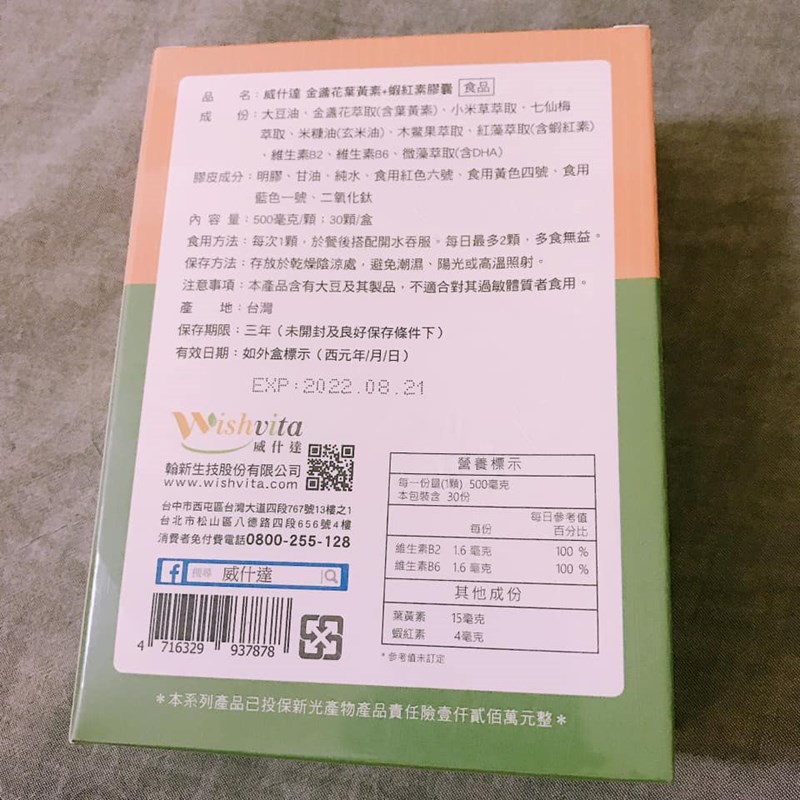 品　　名：威什達 金盞花葉黃素+蝦紅素膠囊 食品
成　　份：大豆油、金盞花萃取(含葉黃素)、小米草萃取、七仙梅
萃取、米糠油(玄米油)、木鱉果萃取、紅藻萃取(含蝦紅素)
、維生素B2、維生素B6、微藻萃取(含DHA)
膠皮成分：明膠、甘油、純水、食用紅色六號、食用黃色四號、食用
藍色一號、二氧化鈦
內 容 量：500毫克/顆；30顆/盒
食用方法：每次1顆，於餐後搭配開水吞服。每日最多2顆，多食無益。
保存方法：存放於乾燥陰涼處，避免潮濕、陽光或高溫照射。
注意事項：本產品含有大豆及其製品，不適合對其過敏體質者食用。
產　　地：台灣
保存期限：三年（未開封及良好保存條件下）
有效日期：如外盒標示（西元年/月/日）
EXP:2022.08.21
Wishvita
威什達
翰新生技股份有限公司
www.wishvita.com
台中市西屯區台灣大道四段767號13樓之1
台北市松山區八德路四段656號4樓
消費者免付費電話0800-255-128
f 搜尋 威什達
4 716329 937878
營養標示
每一份量(1顆) 500毫克
本包裝含 30份
每份 每日參考值百分比
維生素B2 1.6 毫克 100 %
維生素B6 1.6 毫克 100 %
其他成份
葉黃素 15毫克
蝦紅素 4毫克
*參考值未訂定
＊本系列產品已投保新光產物產品責任險壹仟貳佰萬元整＊